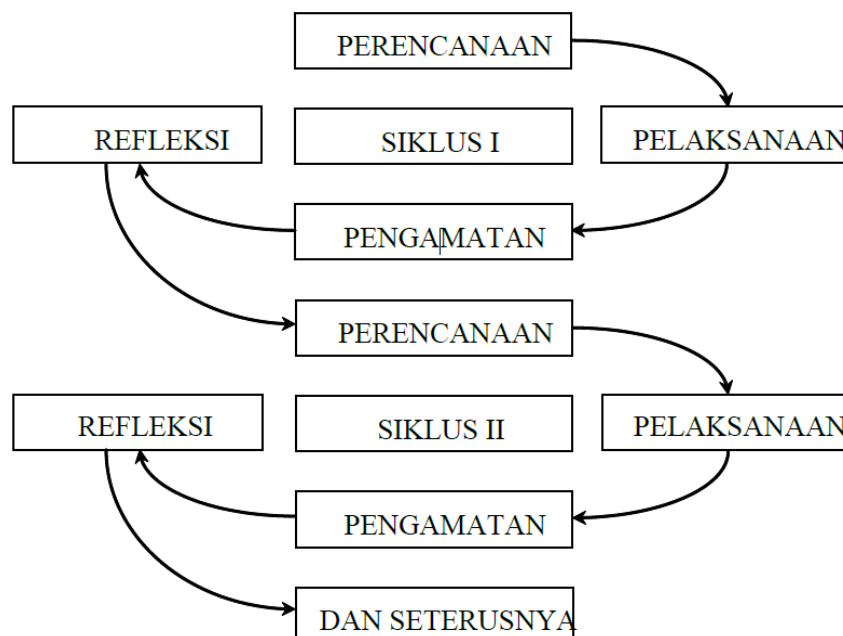 PERENCANAAN
REFLEKSI
SIKLUS I
PELAKSANAAN
PENGAMATAN
PERENCANAAN
REFLEKSI
SIKLUS II
PELAKSANAAN
PENGAMATAN
DAN SETERUSNYA